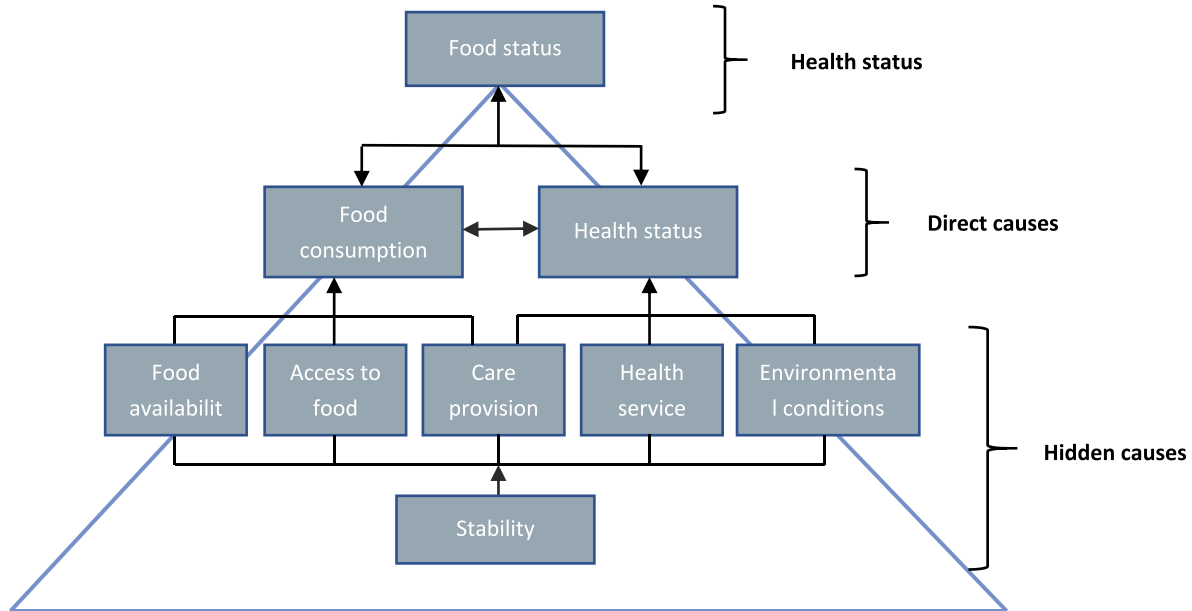 Food status
Health status
Food
consumption
Health status
Direct causes
Food
availabilit
Access to
food
Care
provision
Health
service
Environmenta
l conditions
Hidden causes
Stability